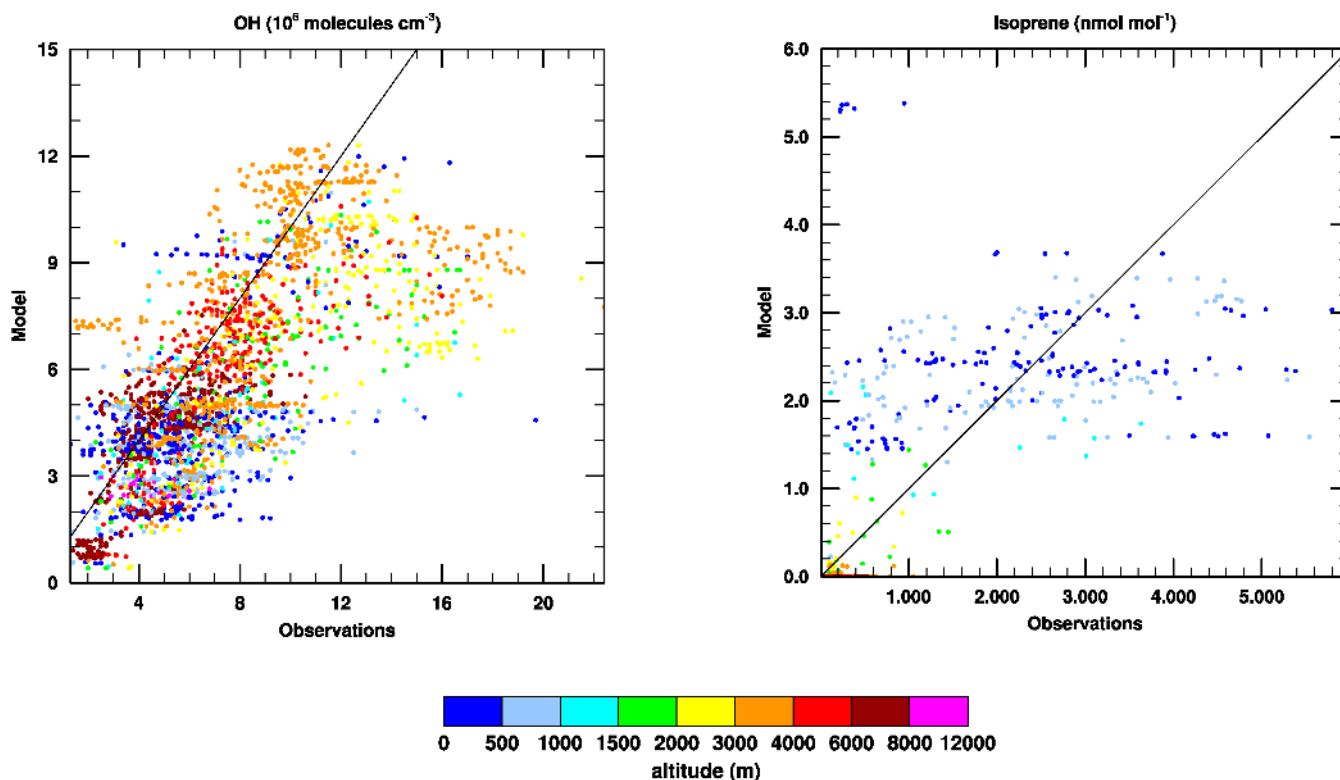 OH (10⁶ molecules cm⁻³)
15
12
9
6
3
0
Model
4
8
12
16
20
Observations
Isoprene (nmol mol⁻¹)
6.0
5.0
4.0
3.0
2.0
1.0
0.0
Model
1.000
2.000
3.000
4.000
5.000
Observations
0 500 1000 1500 2000 3000 4000 6000 8000 12000
altitude (m)